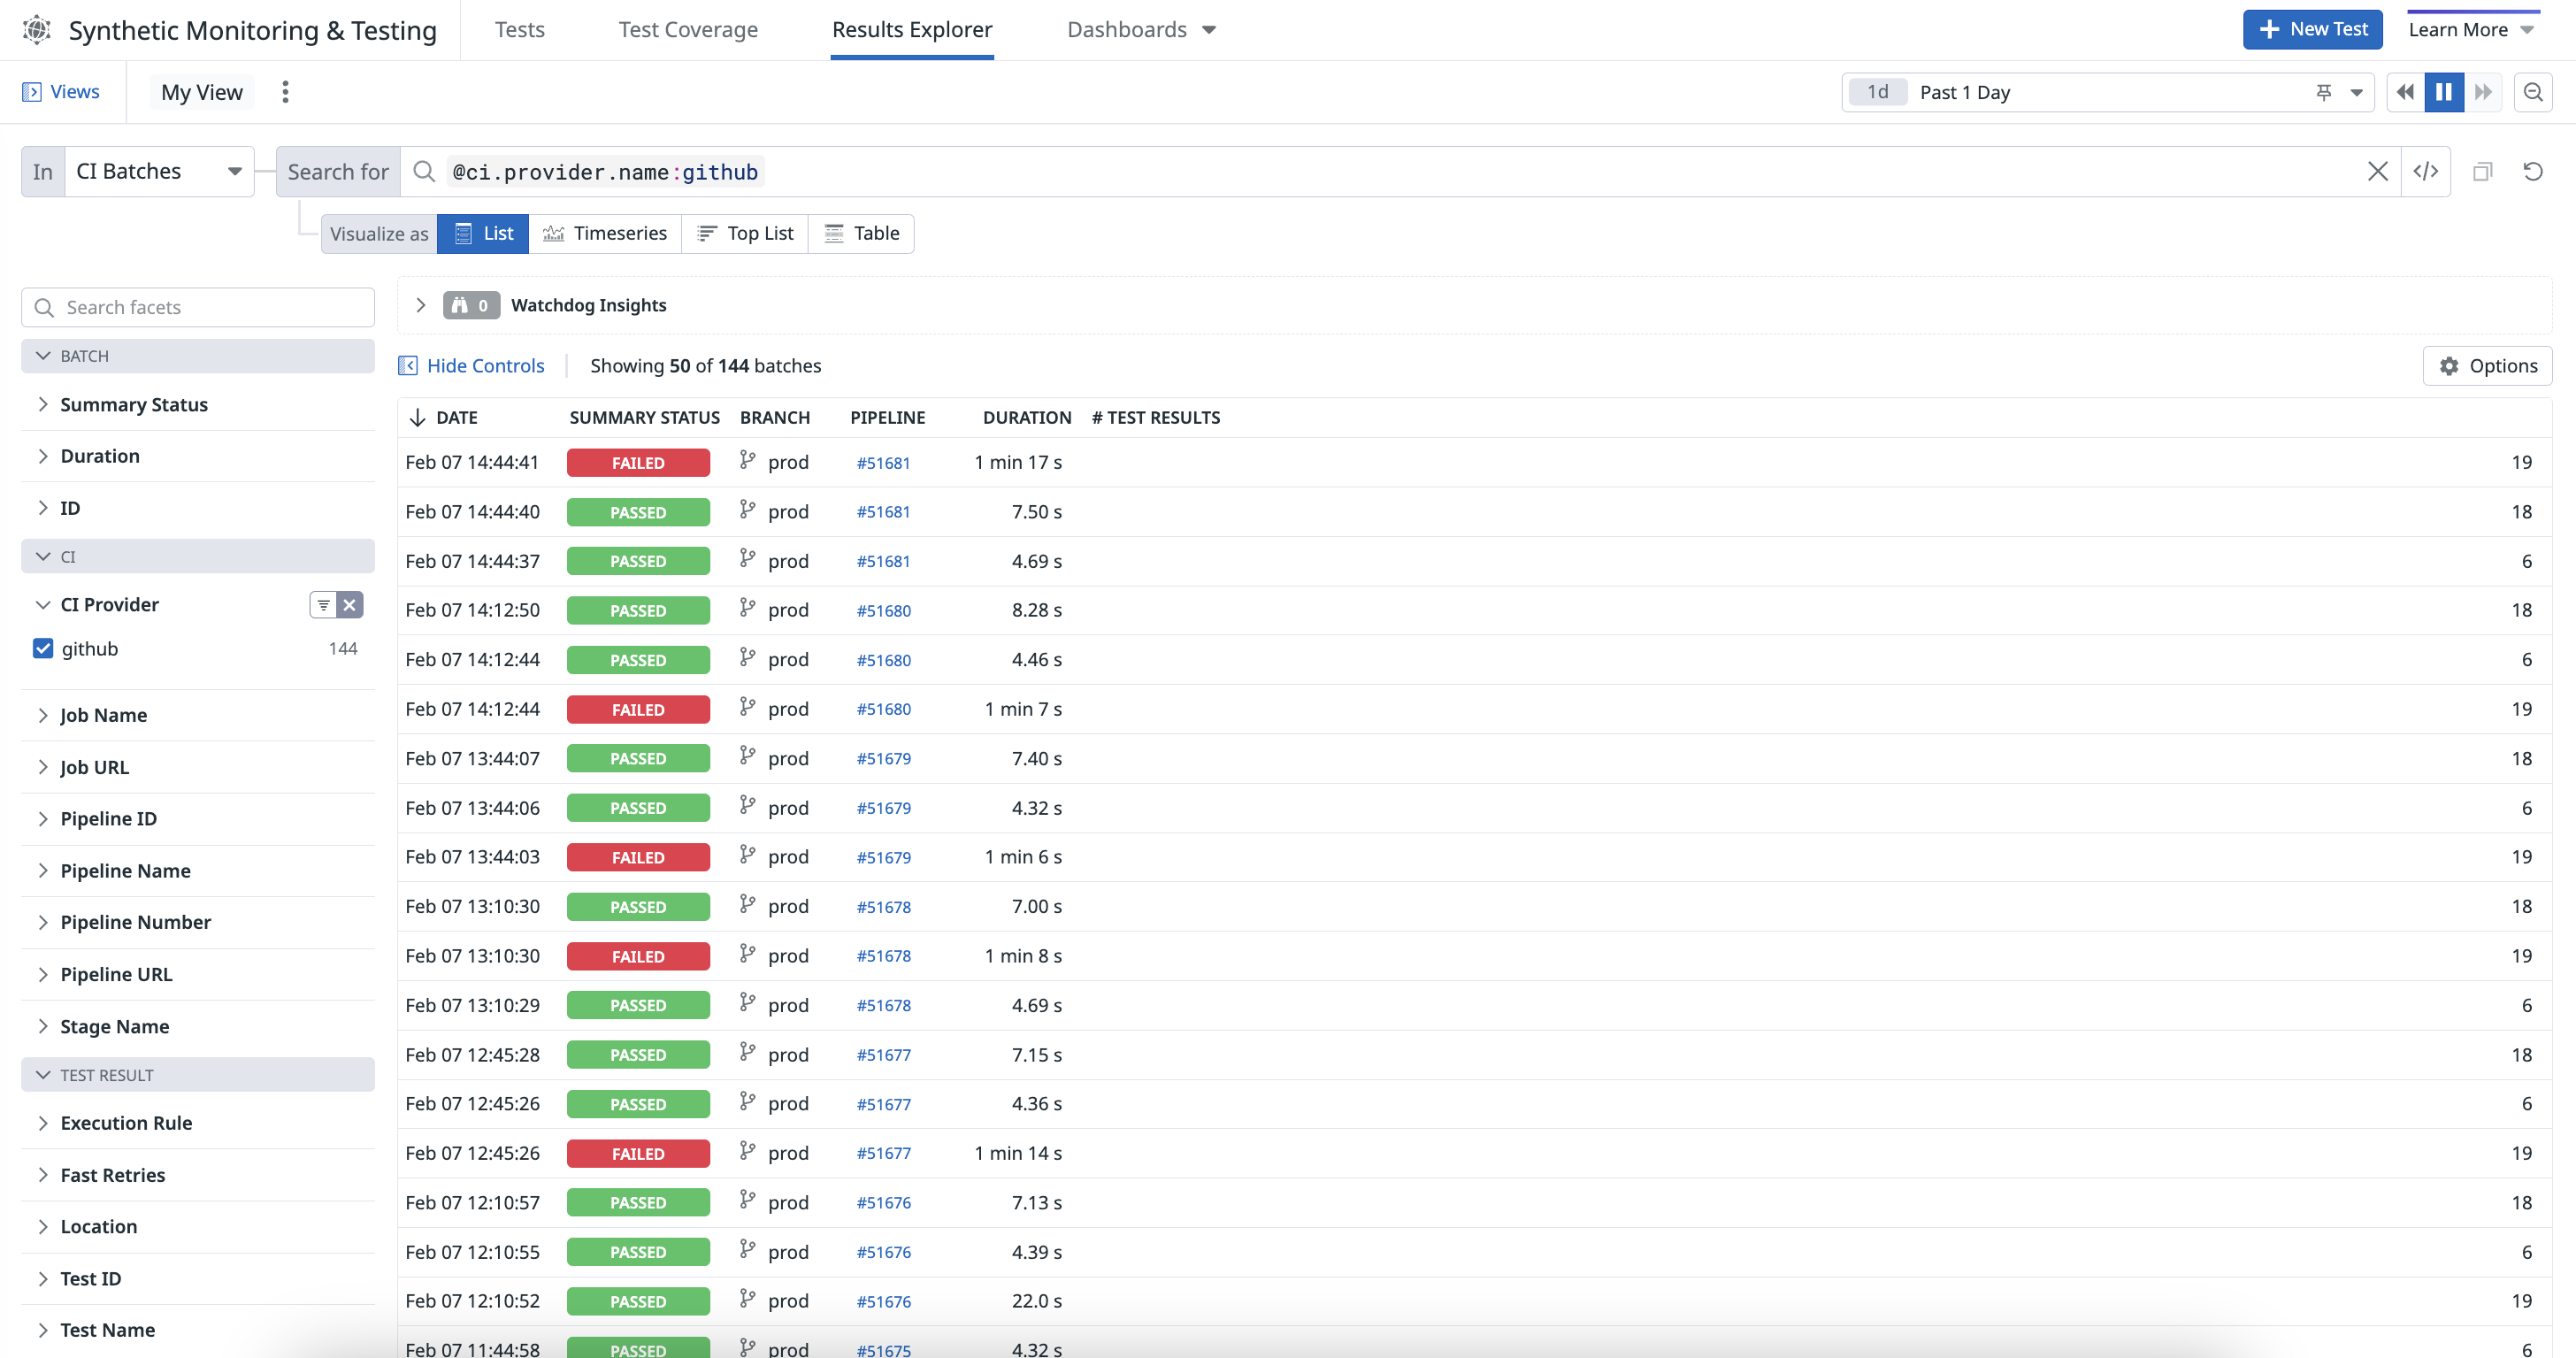 Synthetic Monitoring & Testing Tests Test Coverage Results Explorer Dashboards New Test Learn More
Views My View 1d Past 1 Day
In CI Batches Search for @ci.provider.name:github </>
Visualize as List Timeseries Top List Table
Search facets
BATCH
Summary Status
Duration
ID
CI
CI Provider
github 144
Job Name
Job URL
Pipeline ID
Pipeline Name
Pipeline Number
Pipeline URL
Stage Name
TEST RESULT
Execution Rule
Fast Retries
Location
Test ID
Test Name
0 Watchdog Insights
Hide Controls Showing 50 of 144 batches Options
DATE SUMMARY STATUS BRANCH PIPELINE DURATION # TEST RESULTS
Feb 07 14:44:41 FAILED prod #51681 1 min 17 s 19
Feb 07 14:44:40 PASSED prod #51681 7.50 s 18
Feb 07 14:44:37 PASSED prod #51681 4.69 s 6
Feb 07 14:12:50 PASSED prod #51680 8.28 s 18
Feb 07 14:12:44 PASSED prod #51680 4.46 s 6
Feb 07 14:12:44 FAILED prod #51680 1 min 7 s 19
Feb 07 13:44:07 PASSED prod #51679 7.40 s 18
Feb 07 13:44:06 PASSED prod #51679 4.32 s 6
Feb 07 13:44:03 FAILED prod #51679 1 min 6 s 19
Feb 07 13:10:30 PASSED prod #51678 7.00 s 18
Feb 07 13:10:30 FAILED prod #51678 1 min 8 s 19
Feb 07 13:10:29 PASSED prod #51678 4.69 s 6
Feb 07 12:45:28 PASSED prod #51677 7.15 s 18
Feb 07 12:45:26 PASSED prod #51677 4.36 s 6
Feb 07 12:45:26 FAILED prod #51677 1 min 14 s 19
Feb 07 12:10:57 PASSED prod #51676 7.13 s 18
Feb 07 12:10:55 PASSED prod #51676 4.39 s 6
Feb 07 12:10:52 PASSED prod #51676 22.0 s 19
Feb 07 11:44:58 PASSED prod #51675 4.32 s 6